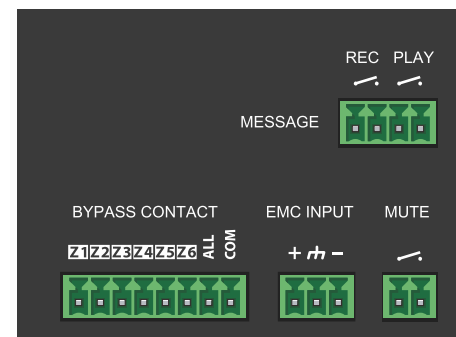 REC PLAY
MESSAGE
BYPASS CONTACT EMC INPUT MUTE
Z1 Z2 Z3 Z4 Z5 Z6 ALL COM + −